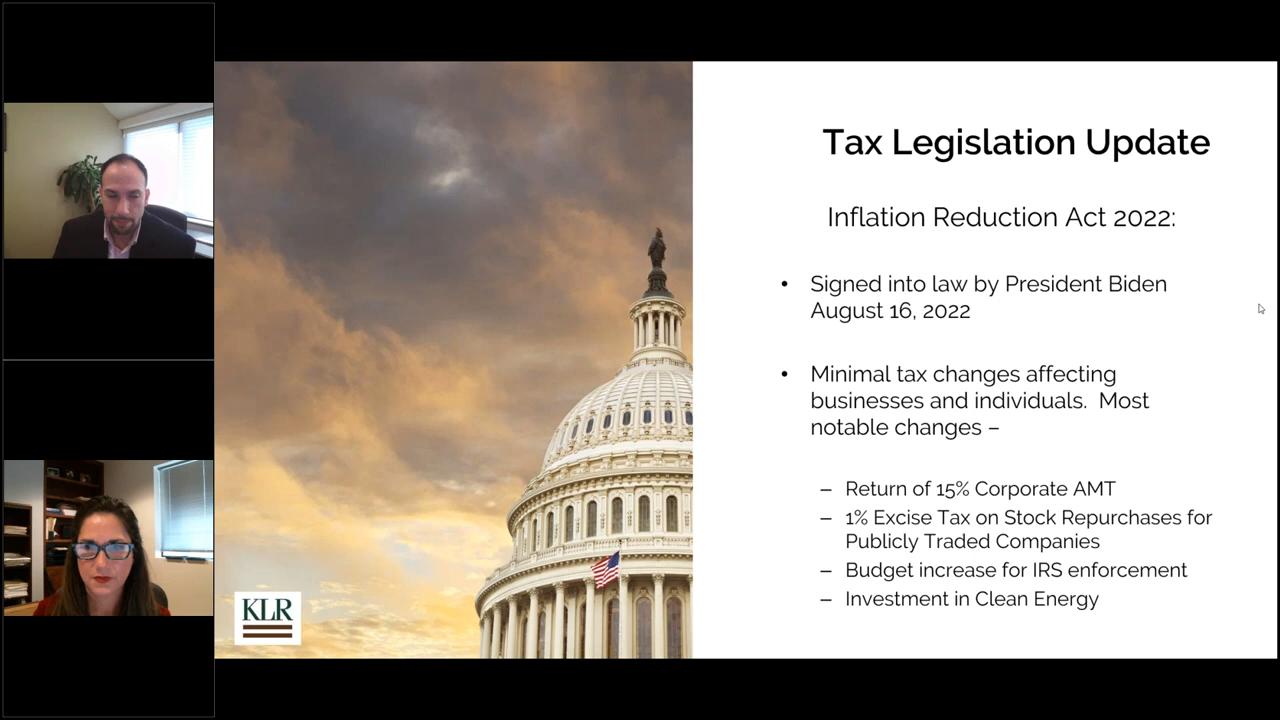 Tax Legislation Update
Inflation Reduction Act 2022:
• Signed into law by President Biden
August 16, 2022
• Minimal tax changes affecting
businesses and individuals.  Most
notable changes –
– Return of 15% Corporate AMT
– 1% Excise Tax on Stock Repurchases for
Publicly Traded Companies
– Budget increase for IRS enforcement
– Investment in Clean Energy
KLR